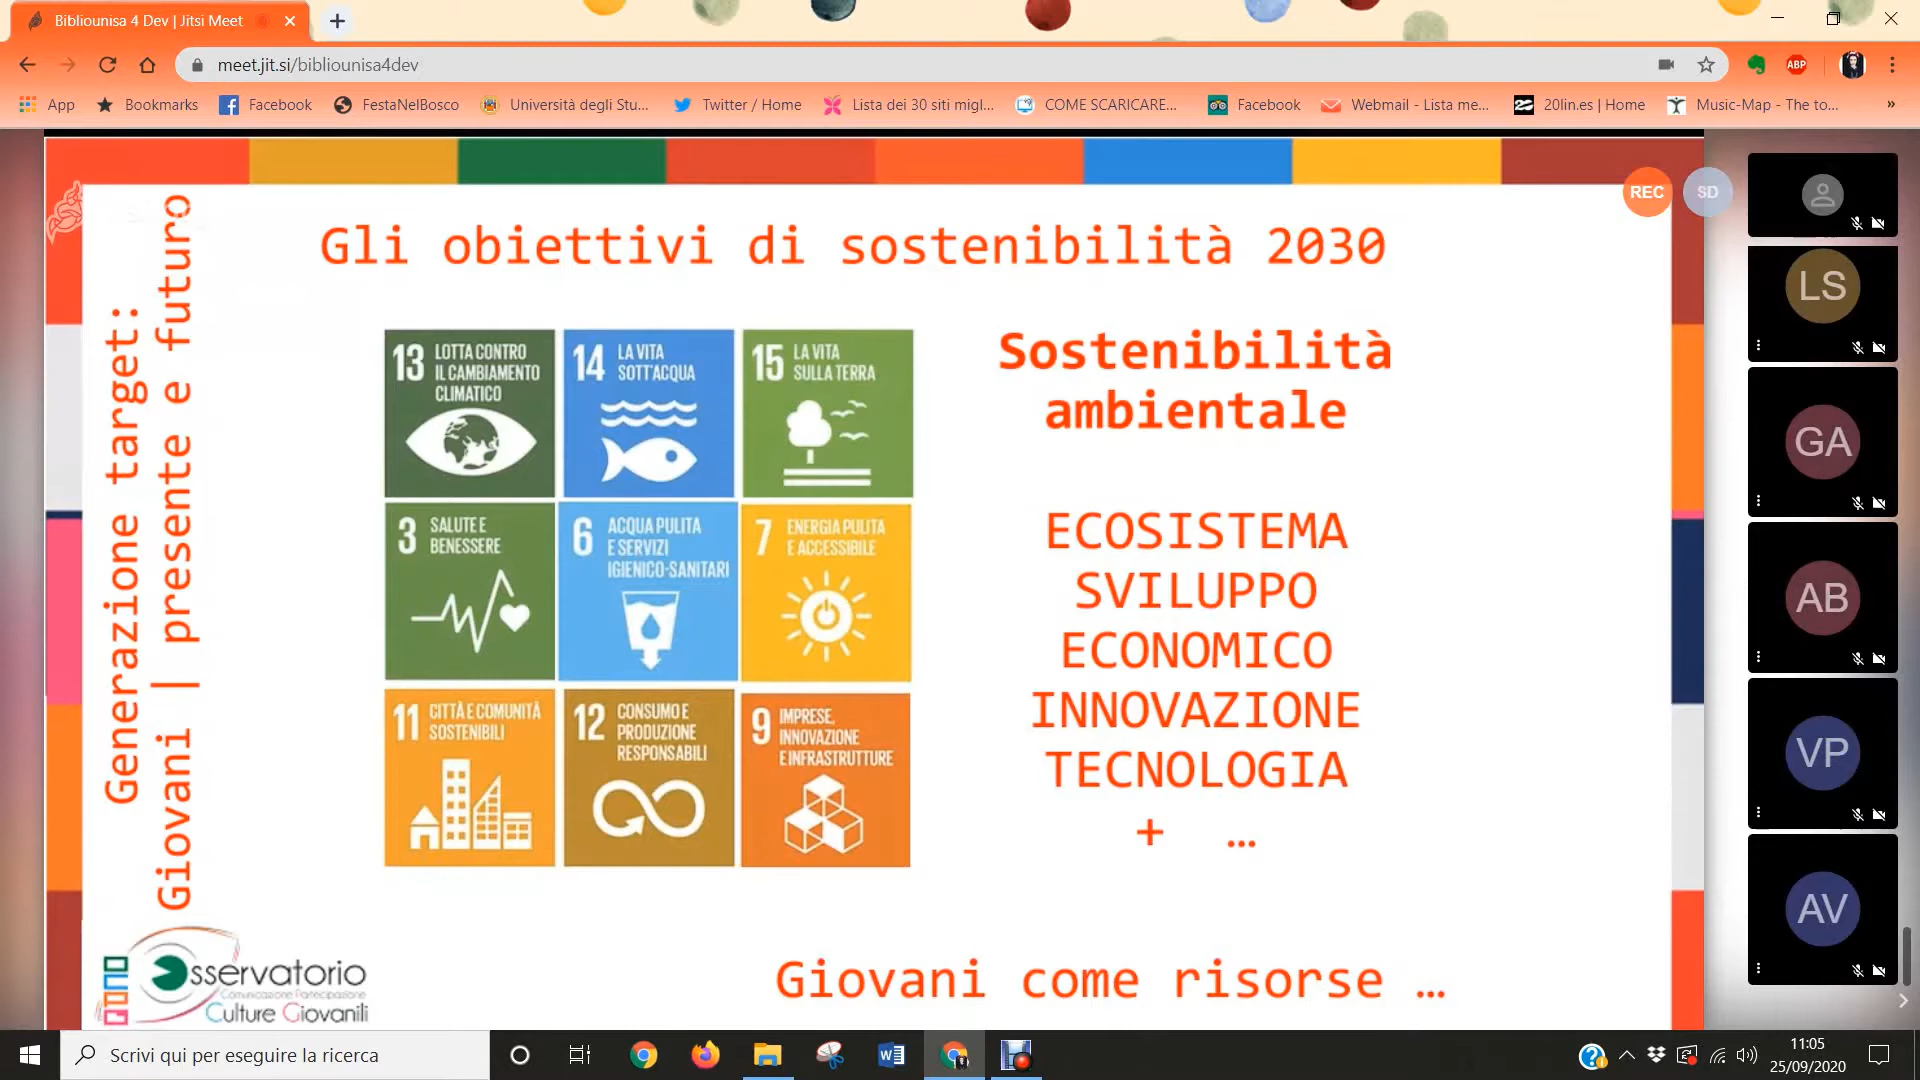 Bibliounisa 4 Dev | Jitsi Meet
meet.jit.si/bibliounisa4dev
App
Bookmarks
Facebook
FestaNelBosco
Università degli Stu...
Twitter / Home
Lista dei 30 siti migl...
COME SCARICARE...
Facebook
Webmail - Lista me...
20lin.es | Home
Music-Map - The to...
»
ABP
REC
SD
Generazione target:
Giovani | presente e futuro
Gli obiettivi di sostenibilità 2030
13 LOTTA CONTRO
IL CAMBIAMENTO
CLIMATICO
14 LA VITA
SOTT'ACQUA
15 LA VITA
SULLA TERRA
3 SALUTE E
BENESSERE
6 ACQUA PULITA
E SERVIZI
IGIENICO-SANITARI
7 ENERGIA PULITA
E ACCESSIBILE
11 CITTÀ E COMUNITÀ
SOSTENIBILI
12 CONSUMO E
PRODUZIONE
RESPONSABILI
9 IMPRESE,
INNOVAZIONE
E INFRASTRUTTURE
Sostenibilità
ambientale
ECOSISTEMA
SVILUPPO
ECONOMICO
INNOVAZIONE
TECNOLOGIA
+ …
Giovani come risorse …
Osservatorio
Comunicazione Partecipazione
Culture Giovanili
LS
GA
AB
VP
AV
Scrivi qui per eseguire la ricerca
11:05
25/09/2020